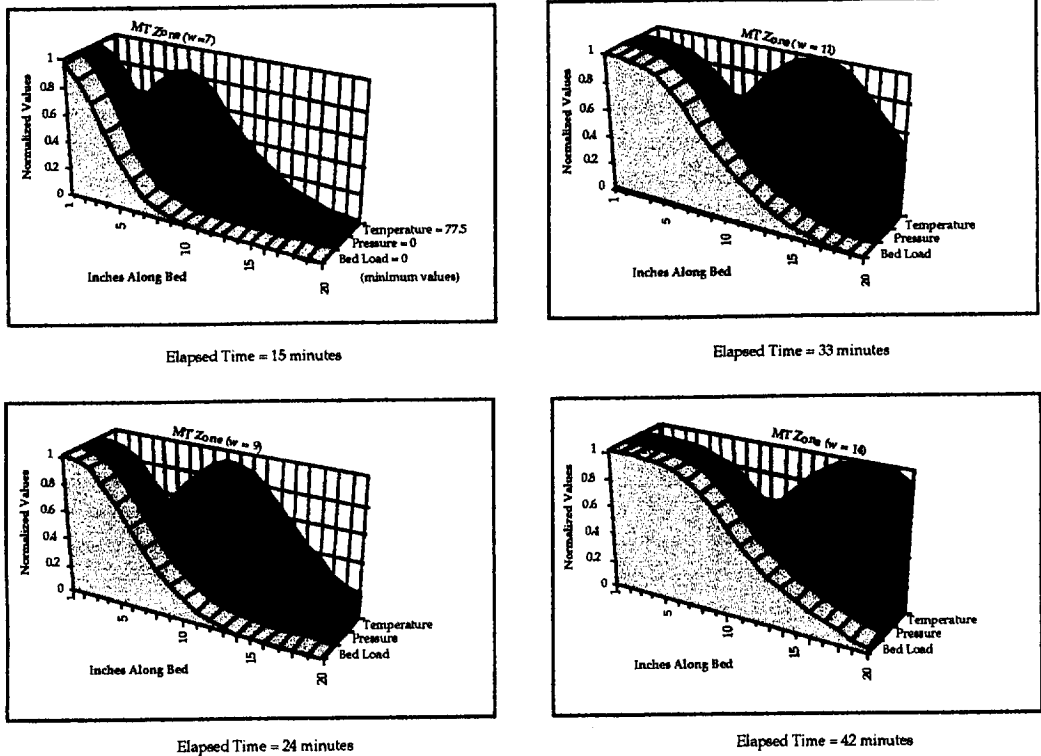 MT Zone (w=7)
Normalized Values
1
0.8
0.6
0.4
0.2
0
1
5
10
15
20
Temperature = 77.5
Pressure = 0
Bed Load = 0
(minimum values)
Inches Along Bed
Elapsed Time = 15 minutes
MT Zone (w = 11)
Normalized Values
1
0.8
0.6
0.4
0.2
0
1
5
10
15
20
Temperature
Pressure
Bed Load
Inches Along Bed
Elapsed Time = 33 minutes
MT Zone (w = 9)
Normalized Values
1
0.8
0.6
0.4
0.2
0
1
5
10
15
20
Temperature
Pressure
Bed Load
Inches Along Bed
Elapsed Time = 24 minutes
MT Zone (w = 16)
Normalized Values
1
0.8
0.6
0.4
0.2
0
1
5
10
15
20
Temperature
Pressure
Bed Load
Inches Along Bed
Elapsed Time = 42 minutes